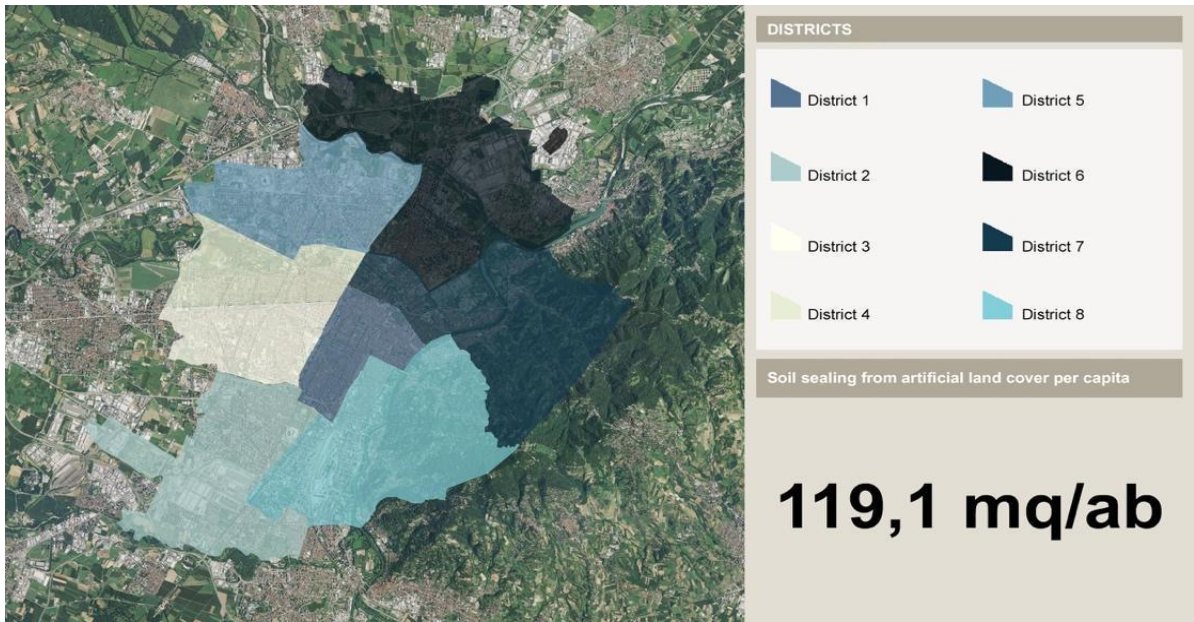 DISTRICTS
District 1
District 5
District 2
District 6
District 3
District 7
District 4
District 8
Soil sealing from artificial land cover per capita
119,1 mq/ab